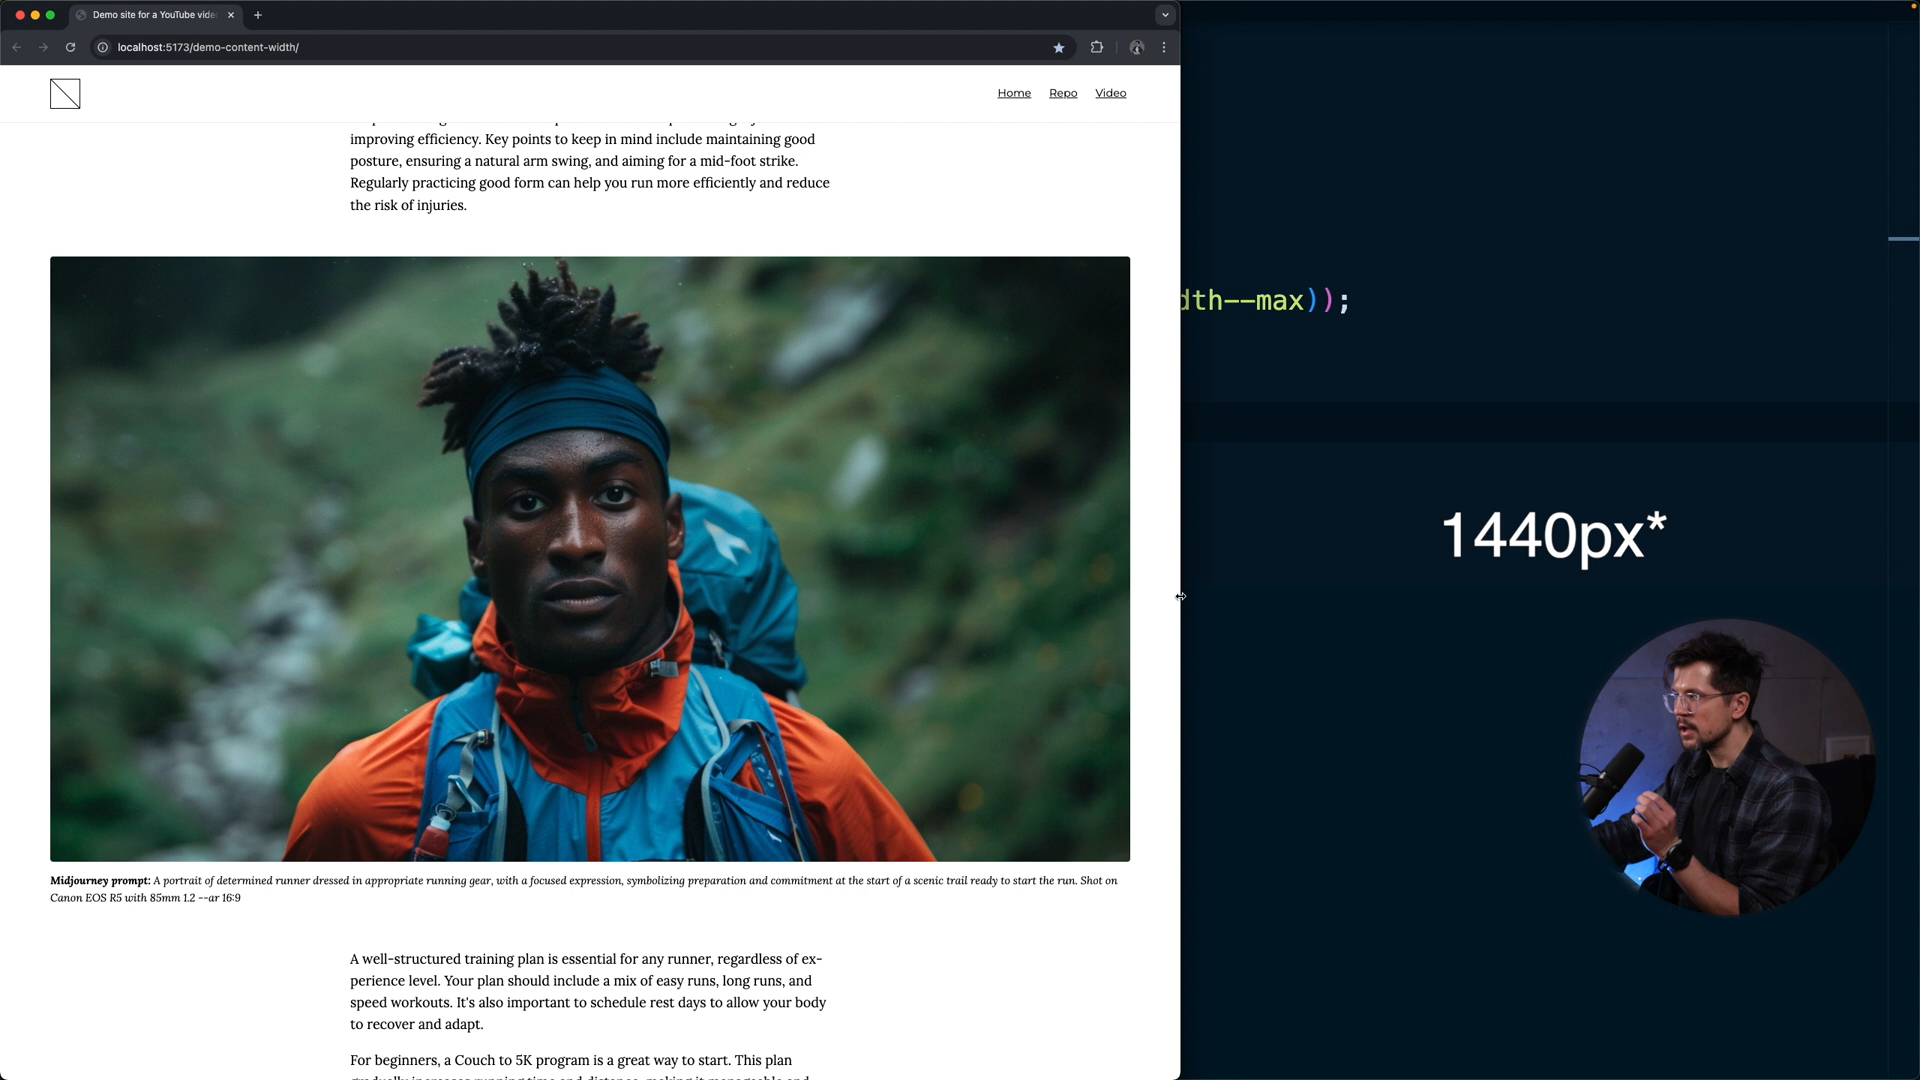 Demo site for a YouTube vide
localhost:5173/demo-content-width/
Home Repo Video
improving efficiency. Key points to keep in mind include maintaining good
posture, ensuring a natural arm swing, and aiming for a mid-foot strike.
Regularly practicing good form can help you run more efficiently and reduce
the risk of injuries.
dth--max));
1440px*
Midjourney prompt: A portrait of determined runner dressed in appropriate running gear, with a focused expression, symbolizing preparation and commitment at the start of a scenic trail ready to start the run. Shot on
Canon EOS R5 with 85mm 1.2 --ar 16:9
A well-structured training plan is essential for any runner, regardless of ex-
perience level. Your plan should include a mix of easy runs, long runs, and
speed workouts. It's also important to schedule rest days to allow your body
to recover and adapt.
For beginners, a Couch to 5K program is a great way to start. This plan